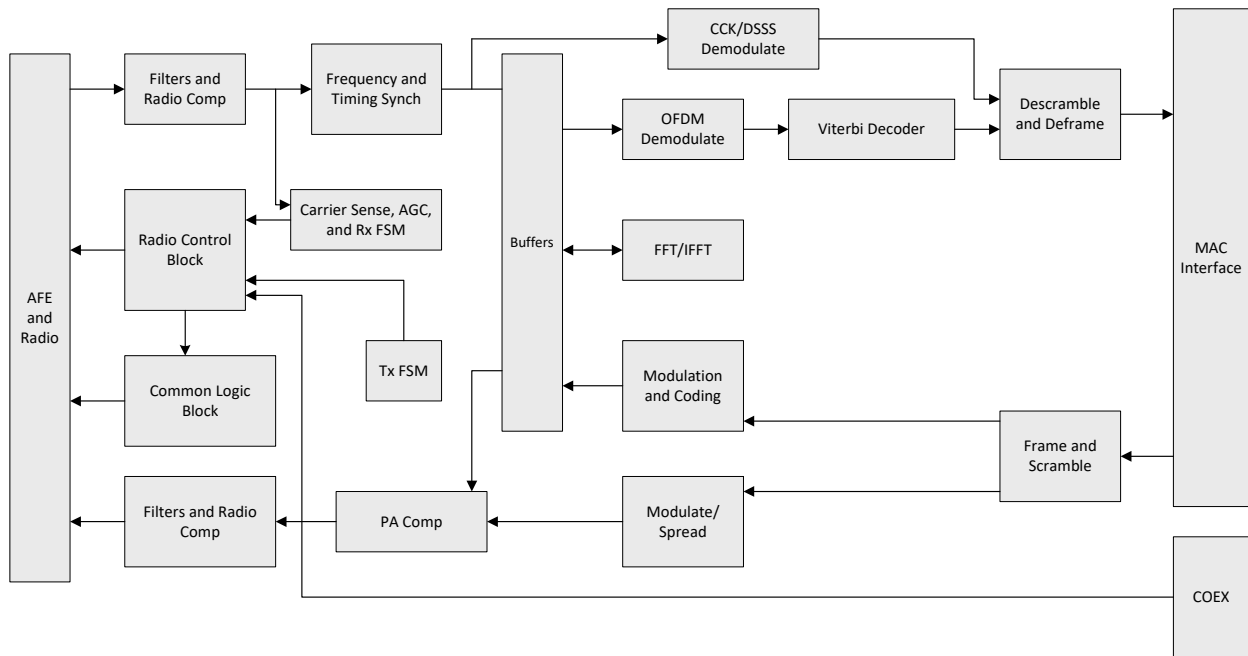 CCK/DSSS
Demodulate
Filters and
Radio Comp
Frequency and
Timing Synch
Descramble
and Deframe
OFDM
Demodulate
Viterbi Decoder
Carrier Sense, AGC,
and Rx FSM
Radio Control
Block
Buffers
FFT/IFFT
MAC
Interface
AFE
and
Radio
Tx FSM
Modulation
and Coding
Common Logic
Block
Frame and
Scramble
Filters and Radio
Comp
PA Comp
Modulate/
Spread
COEX